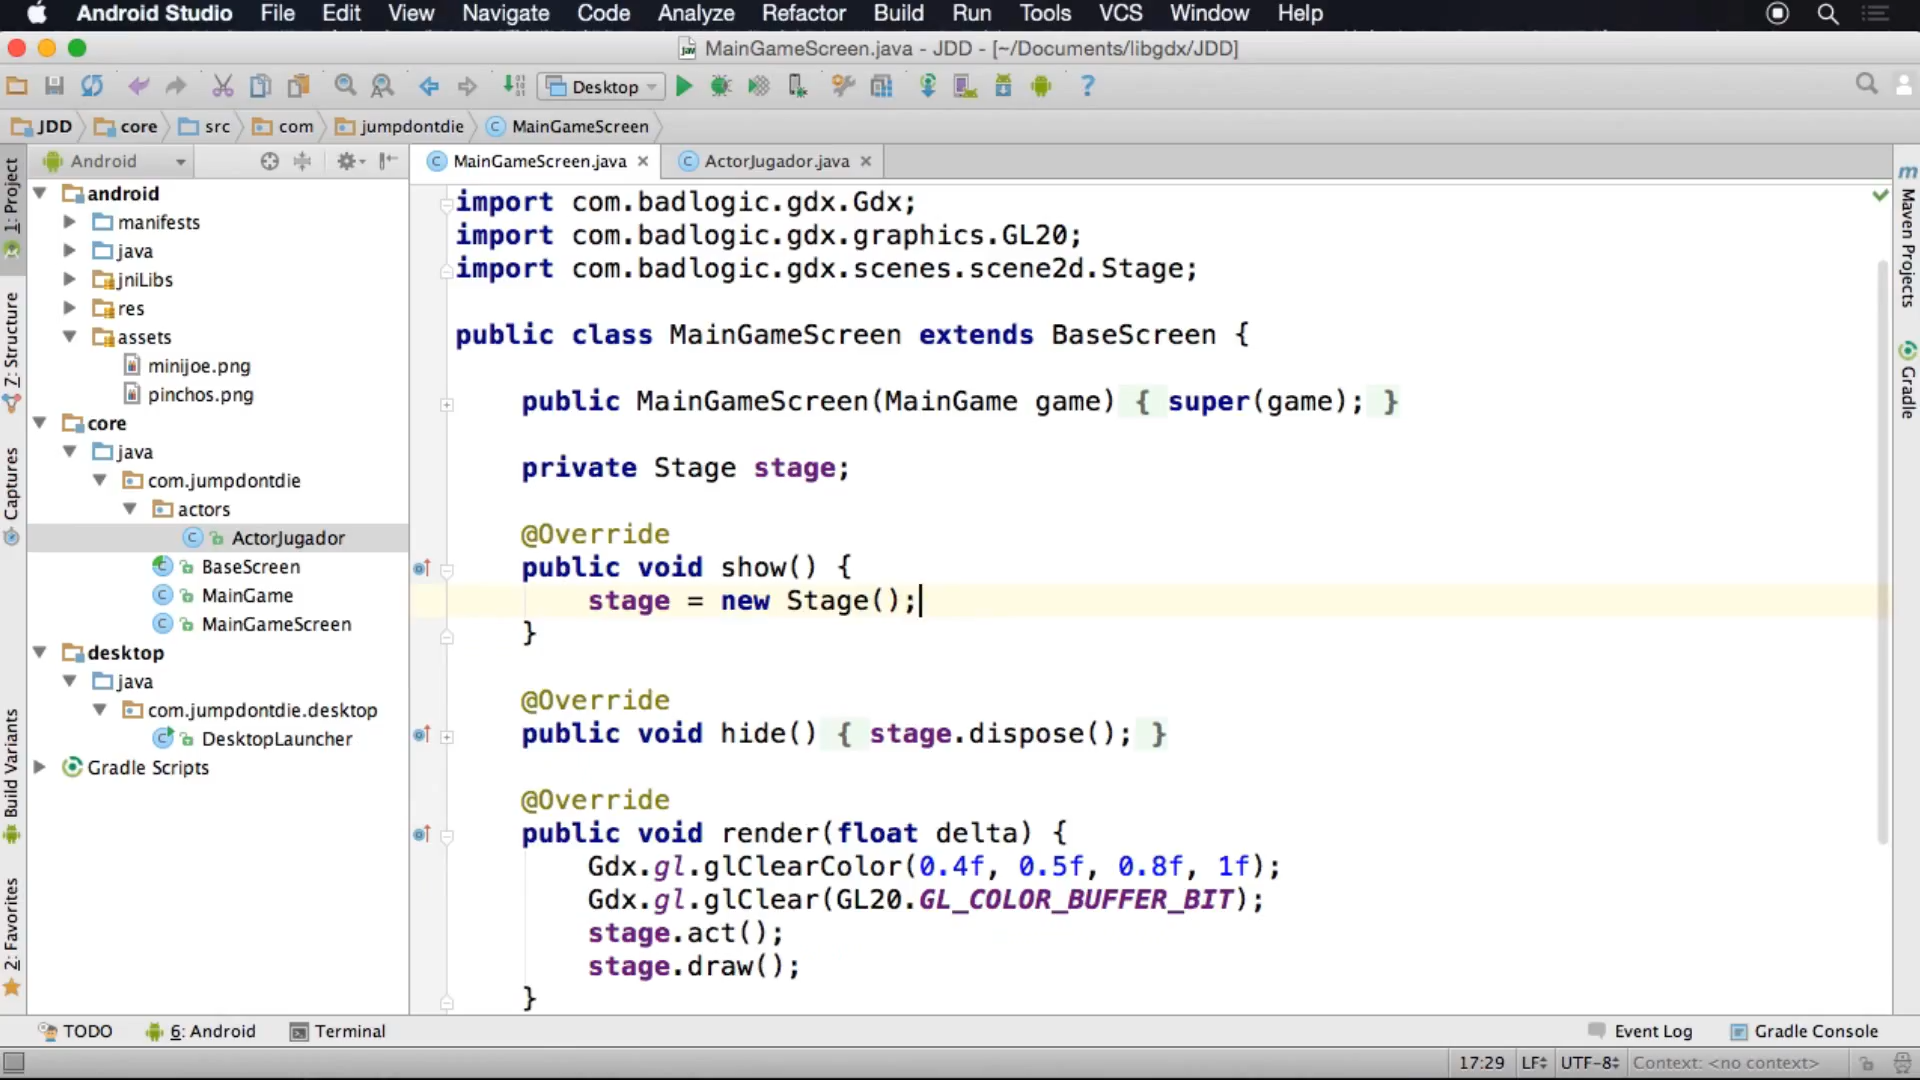 Android Studio File Edit View Navigate Code Analyze Refactor Build Run Tools VCS Window Help
MainGameScreen.java - JDD - [~/Documents/libgdx/JDD]
Desktop
JDD core src com jumpdontdie MainGameScreen
Android
MainGameScreen.java ActorJugador.java
1: Project
7: Structure
Captures
Build Variants
2: Favorites
android
manifests
java
jniLibs
res
assets
minijoe.png
pinchos.png
core
java
com.jumpdontdie
actors
ActorJugador
BaseScreen
MainGame
MainGameScreen
desktop
java
com.jumpdontdie.desktop
DesktopLauncher
Gradle Scripts
import com.badlogic.gdx.Gdx;
import com.badlogic.gdx.graphics.GL20;
import com.badlogic.gdx.scenes.scene2d.Stage;
public class MainGameScreen extends BaseScreen {
public MainGameScreen(MainGame game) { super(game); }
private Stage stage;
@Override
public void show() {
stage = new Stage();
}
@Override
public void hide() { stage.dispose(); }
@Override
public void render(float delta) {
Gdx.gl.glClearColor(0.4f, 0.5f, 0.8f, 1f);
Gdx.gl.glClear(GL20.GL_COLOR_BUFFER_BIT);
stage.act();
stage.draw();
}
Maven Projects
Gradle
TODO 6: Android Terminal Event Log Gradle Console
17:29 LF UTF-8 Context: <no context>